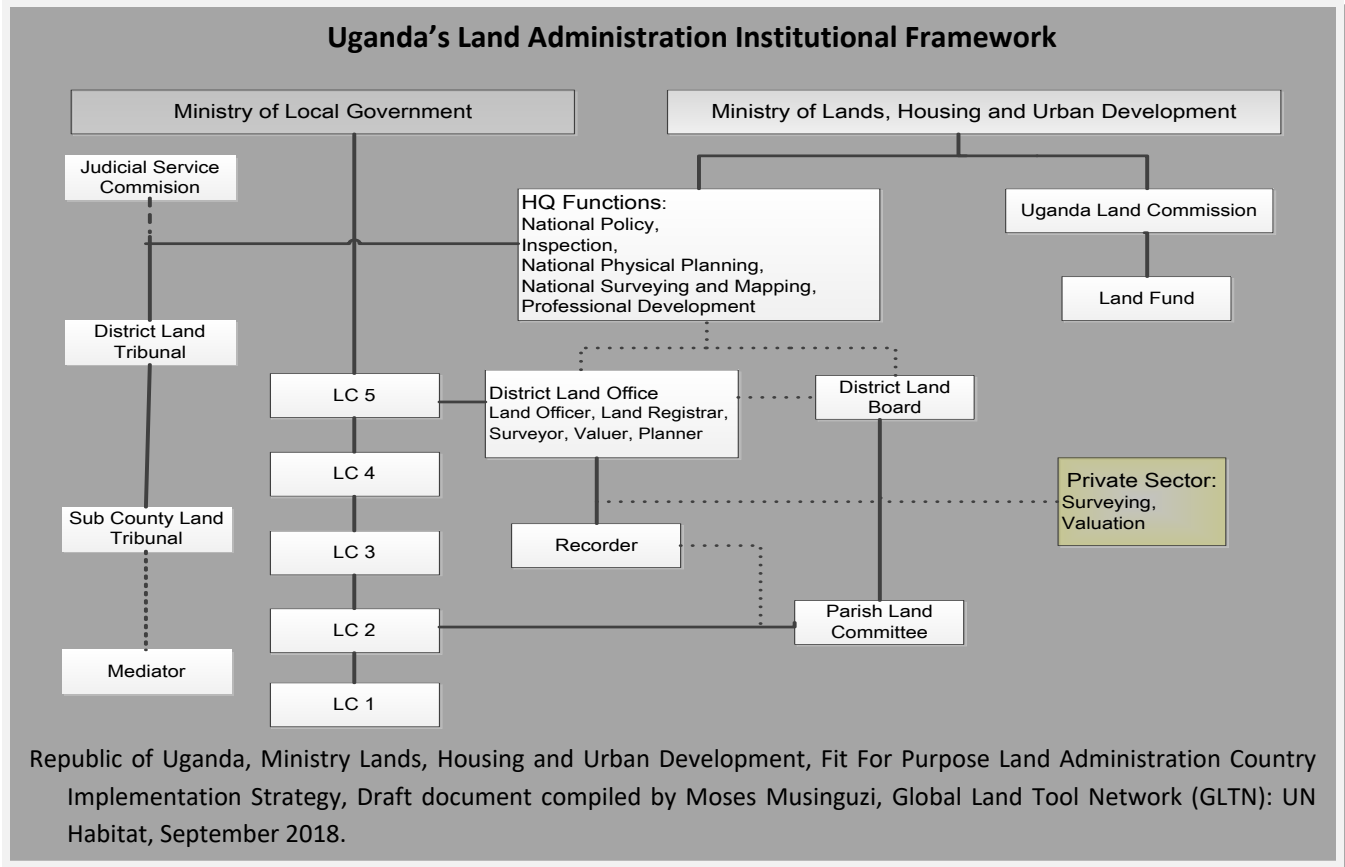 Uganda’s Land Administration Institutional Framework
Ministry of Local Government
Ministry of Lands, Housing and Urban Development
Judicial Service
Commision
HQ Functions:
National Policy,
Inspection,
National Physical Planning,
National Surveying and Mapping,
Professional Development
Uganda Land Commission
Land Fund
District Land
Tribunal
LC 5
District Land Office
Land Officer, Land Registrar,
Surveyor, Valuer, Planner
District Land
Board
LC 4
Private Sector:
Surveying,
Valuation
Sub County Land
Tribunal
LC 3
Recorder
LC 2
Parish Land
Committee
Mediator
LC 1
Republic of Uganda, Ministry Lands, Housing and Urban Development, Fit For Purpose Land Administration Country
Implementation Strategy, Draft document compiled by Moses Musinguzi, Global Land Tool Network (GLTN): UN
Habitat, September 2018.